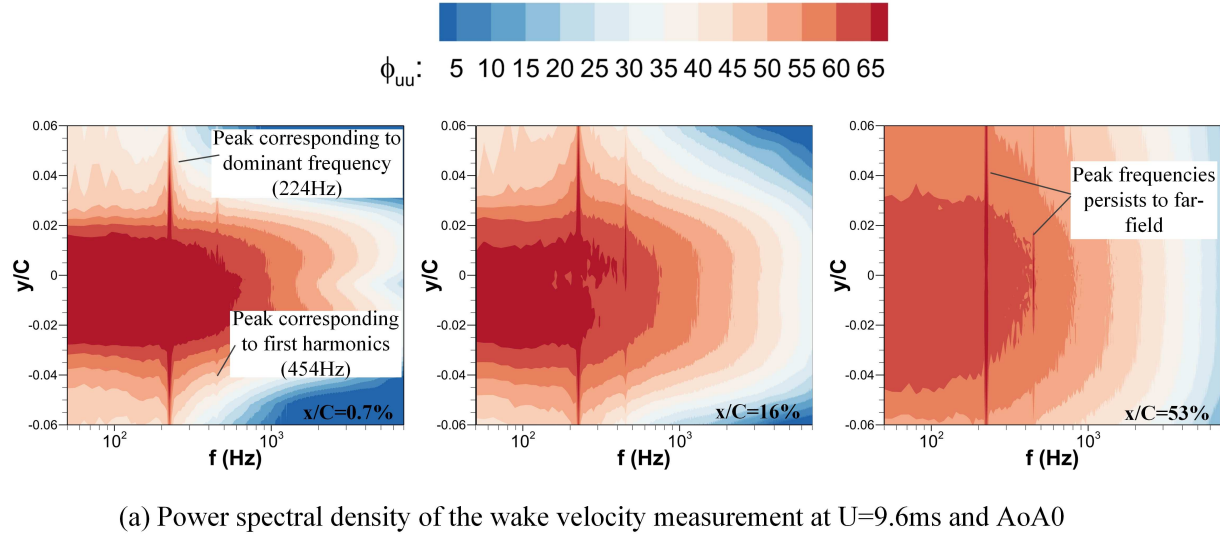 ϕuu: 5 10 15 20 25 30 35 40 45 50 55 60 65
0.06
0.04
0.02
0
-0.02
-0.04
-0.06
y/C
Peak corresponding to
dominant frequency
(224Hz)
Peak corresponding
to first harmonics
(454Hz)
x/C=0.7%
10² 10³
f (Hz)
0.06
0.04
0.02
0
-0.02
-0.04
-0.06
y/C
x/C=16%
10² 10³
f (Hz)
0.06
0.04
0.02
0
-0.02
-0.04
-0.06
y/C
Peak frequencies
persists to far-
field
x/C=53%
10² 10³
f (Hz)
(a) Power spectral density of the wake velocity measurement at U=9.6ms and AoA0